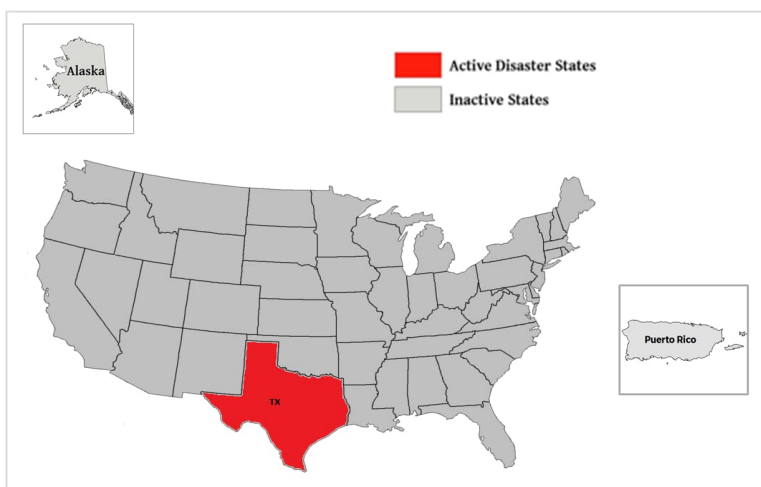 Alaska
Active Disaster States
Inactive States
Puerto Rico
TX